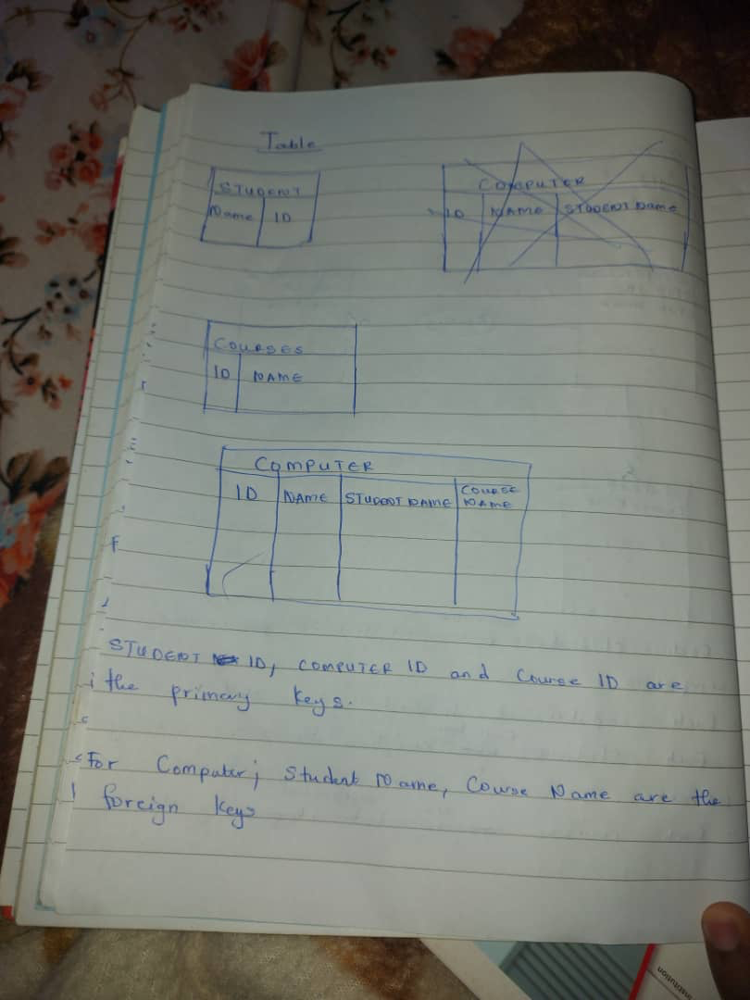 Table
STUDENT
Name ID
COMPUTER
ID NAME STUDENT Name
COURSES
ID NAME
COMPUTER
ID NAME STUDENT NAME COURSE
NAME
STUDENT ID, COMPUTER ID and Course ID are
the primary keys.
For Computer; Student Name, Course Name are the
foreign keys
institution